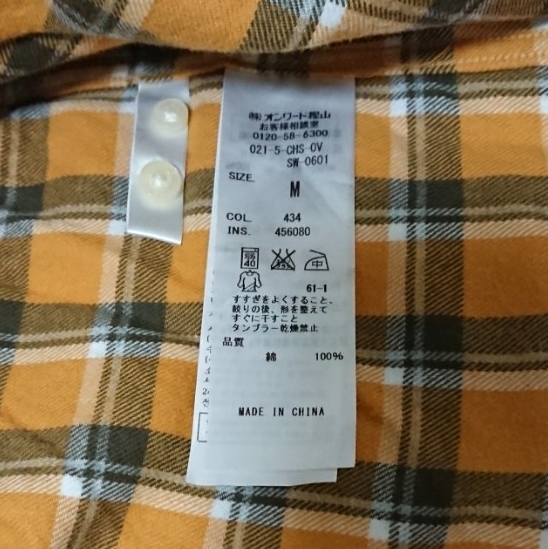 ㈱オンワード樫山
お客様相談室
0120-58-6300
021-5-CHS-OV
SW-0601
SIZE M
COL. 434
INS. 456080
弱 40 中
61-1
すすぎをよくすること、
絞りの後、形を整えて
すぐに干すこと
タンブラー乾燥禁止
品質
綿 100%
MADE IN CHINA